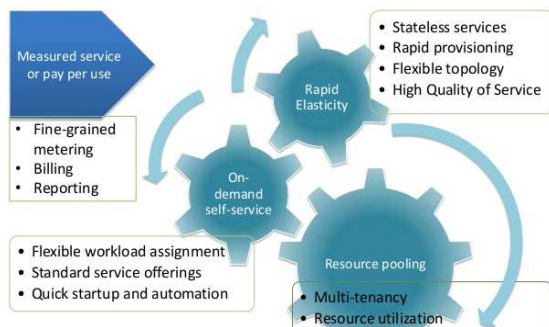 Measured service
or pay per use
• Fine-grained
metering
• Billing
• Reporting
Rapid
Elasticity
• Stateless services
• Rapid provisioning
• Flexible topology
• High Quality of Service
On-
demand
self-service
• Flexible workload assignment
• Standard service offerings
• Quick startup and automation
Resource pooling
• Multi-tenancy
• Resource utilization